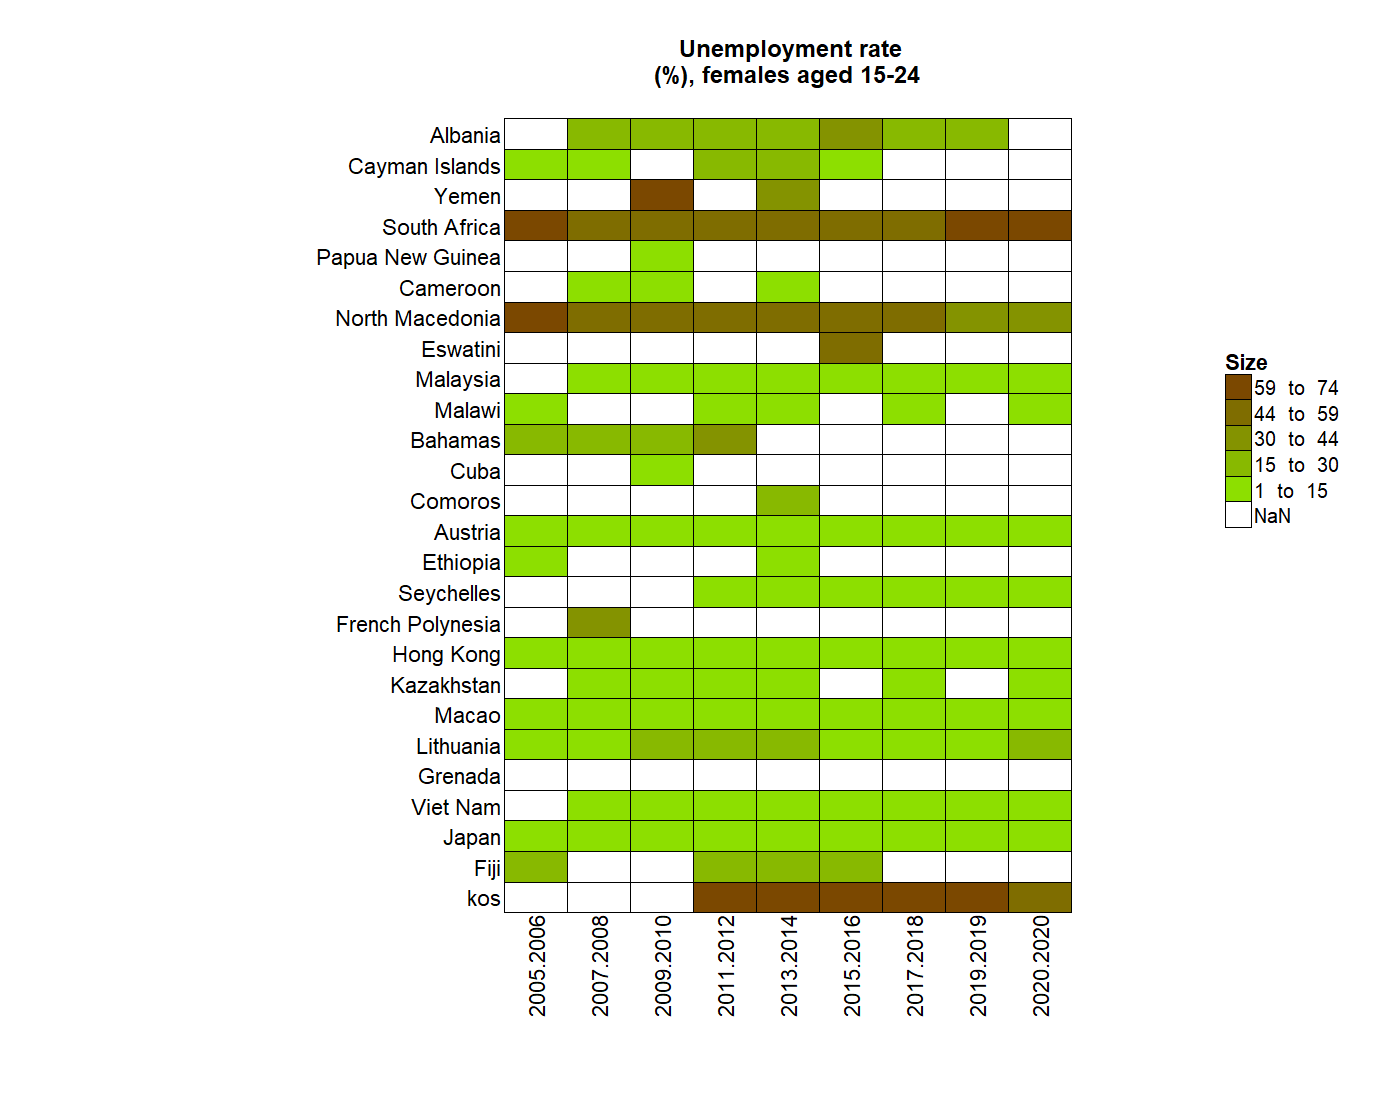 Unemployment rate
(%), females aged 15-24
Albania
Cayman Islands
Yemen
South Africa
Papua New Guinea
Cameroon
North Macedonia
Eswatini
Malaysia
Malawi
Bahamas
Cuba
Comoros
Austria
Ethiopia
Seychelles
French Polynesia
Hong Kong
Kazakhstan
Macao
Lithuania
Grenada
Viet Nam
Japan
Fiji
kos
2005.2006
2007.2008
2009.2010
2011.2012
2013.2014
2015.2016
2017.2018
2019.2019
2020.2020
Size
59 to 74
44 to 59
30 to 44
15 to 30
1 to 15
NaN